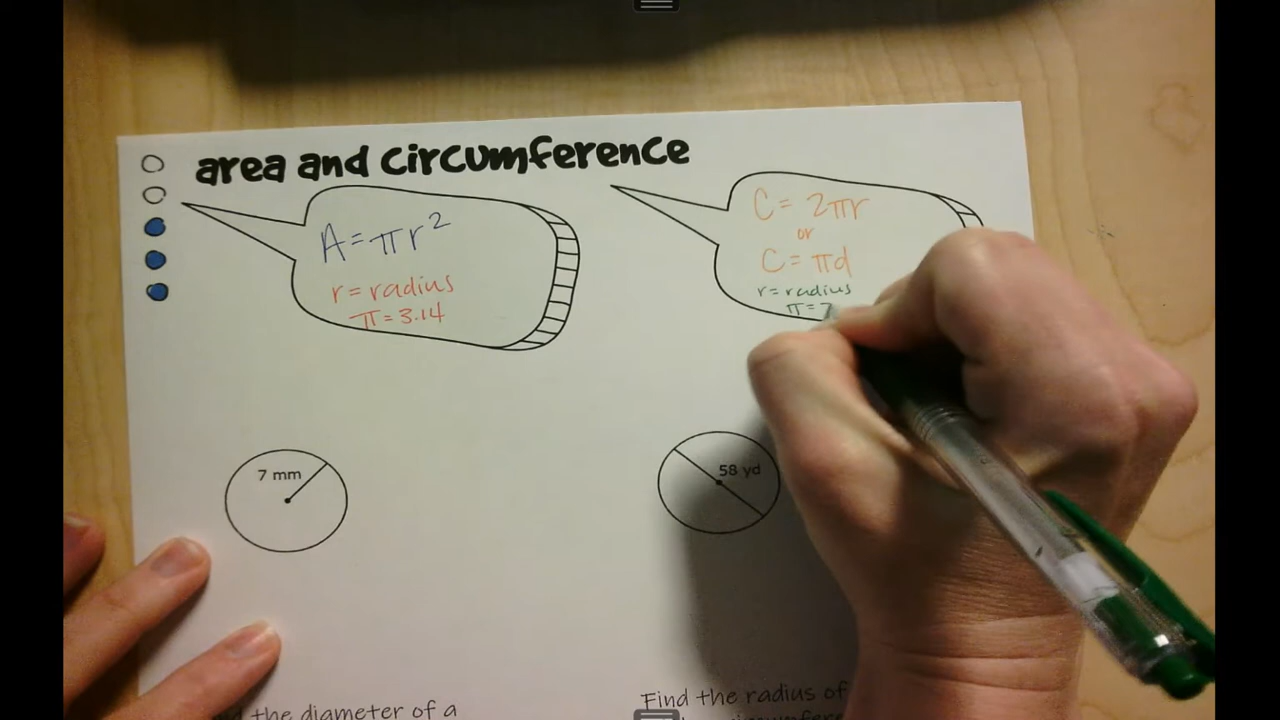 area and circumference
A = πr²
r = radius
π = 3.14
C = 2πr
or
C = πd
r = radius
π =
7 mm
58 yd
the diameter of a
Find the radius of